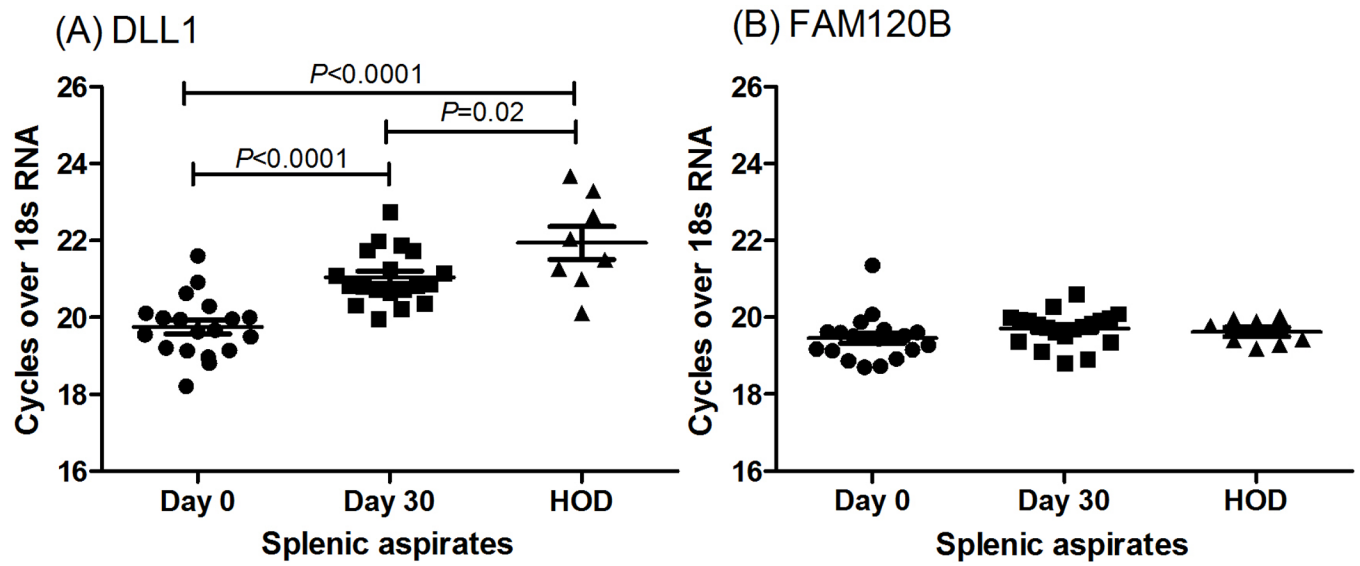 (A) DLL1
Cycles over 18s RNA
26
24
22
20
18
16
P<0.0001
P=0.02
P<0.0001
Day 0 Day 30 HOD
Splenic aspirates
(B) FAM120B
Cycles over 18s RNA
26
24
22
20
18
16
Day 0 Day 30 HOD
Splenic aspirates